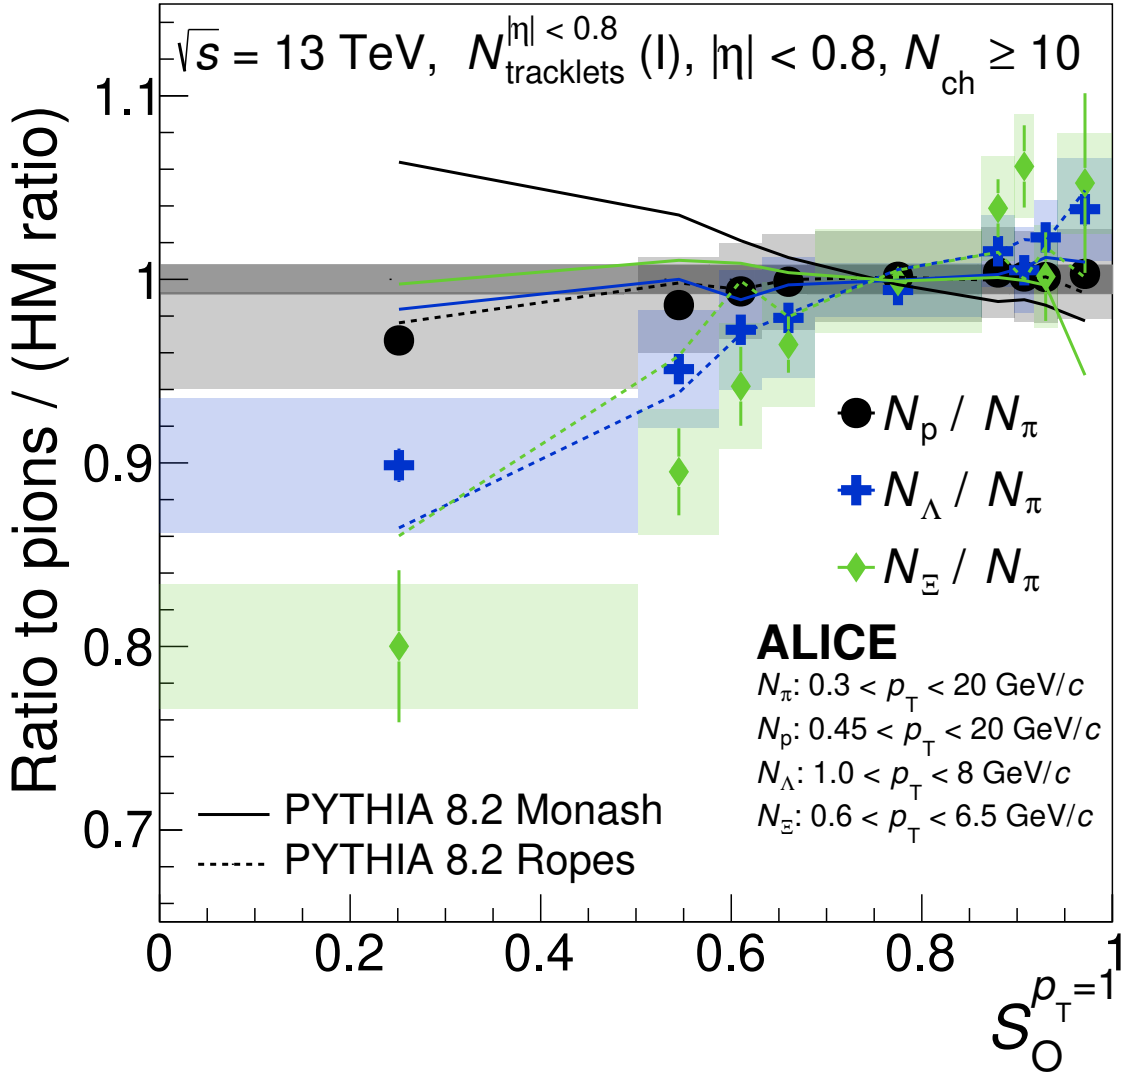 √s = 13 TeV, N_tracklets^|η| < 0.8 (I), |η| < 0.8, N_ch ≥ 10
Ratio to pions / (HM ratio)
1.1
1
0.9
0.8
0.7
N_p / N_π
N_Λ / N_π
N_Ξ / N_π
ALICE
N_π: 0.3 < p_T < 20 GeV/c
N_p: 0.45 < p_T < 20 GeV/c
N_Λ: 1.0 < p_T < 8 GeV/c
N_Ξ: 0.6 < p_T < 6.5 GeV/c
PYTHIA 8.2 Monash
PYTHIA 8.2 Ropes
0 0.2 0.4 0.6 0.8 1
S_O^p_T=1